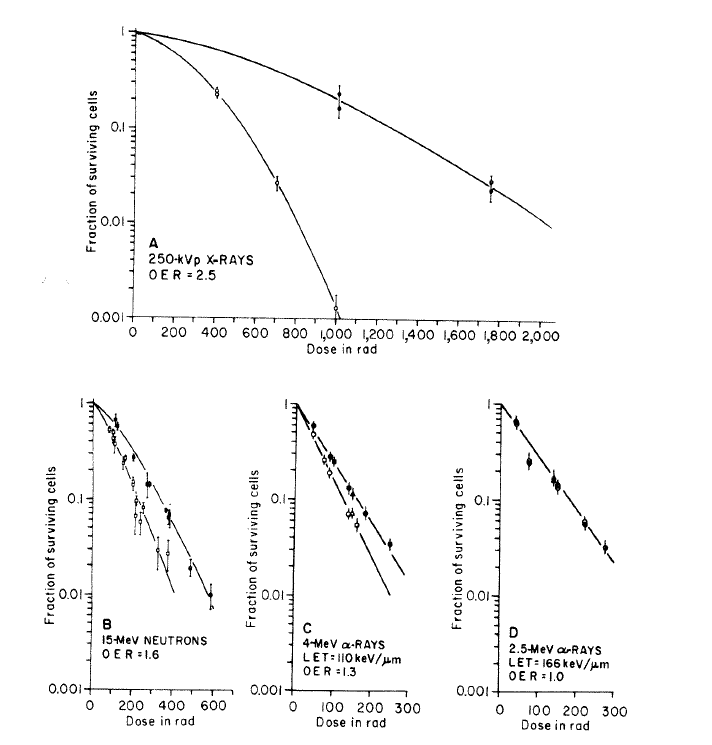 1
0.1
0.01
0.001
Fraction of surviving cells
A
250-kVp X-RAYS
OER = 2.5
0 200 400 600 800 1,000 1,200 1,400 1,600 1,800 2,000
Dose in rad
1
0.1
0.01
0.001
Fraction of surviving cells
B
15-MeV NEUTRONS
OER=1.6
0 200 400 600
Dose in rad
1
0.1
0.01
0.001
Fraction of surviving cells
C
4-MeV α-RAYS
LET=110keV/μm
OER=1.3
0 100 200 300
Dose in rad
1
0.1
0.01
0.001
Fraction of surviving cells
D
2.5-MeV α-RAYS
LET=166keV/μm
OER=1.0
0 100 200 300
Dose in rad